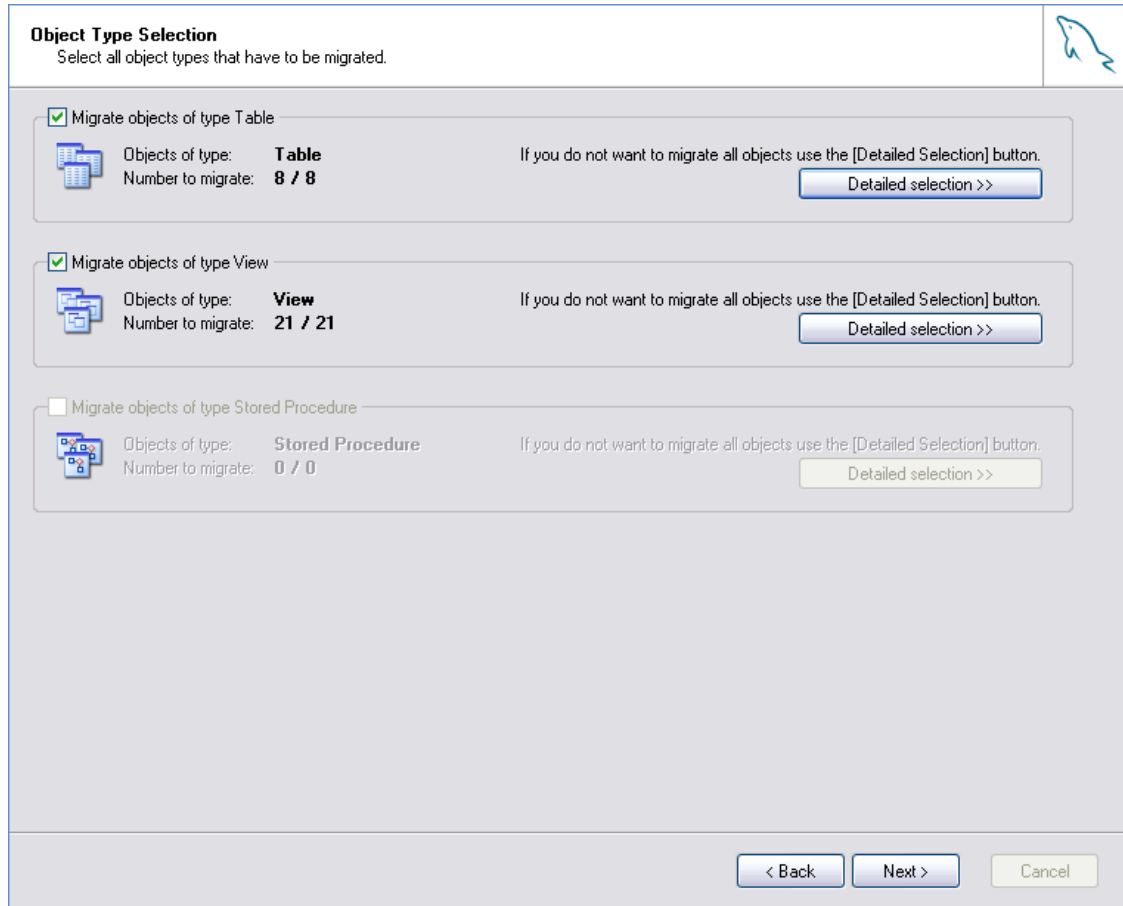 Object Type Selection
Select all object types that have to be migrated.
Migrate objects of type Table
Objects of type: Table
If you do not want to migrate all objects use the [Detailed Selection] button.
Number to migrate: 8 / 8
Detailed selection >>
Migrate objects of type View
Objects of type: View
If you do not want to migrate all objects use the [Detailed Selection] button.
Number to migrate: 21 / 21
Detailed selection >>
Migrate objects of type Stored Procedure
Objects of type: Stored Procedure
If you do not want to migrate all objects use the [Detailed Selection] button.
Number to migrate: 0 / 0
Detailed selection >>
< Back
Next >
Cancel